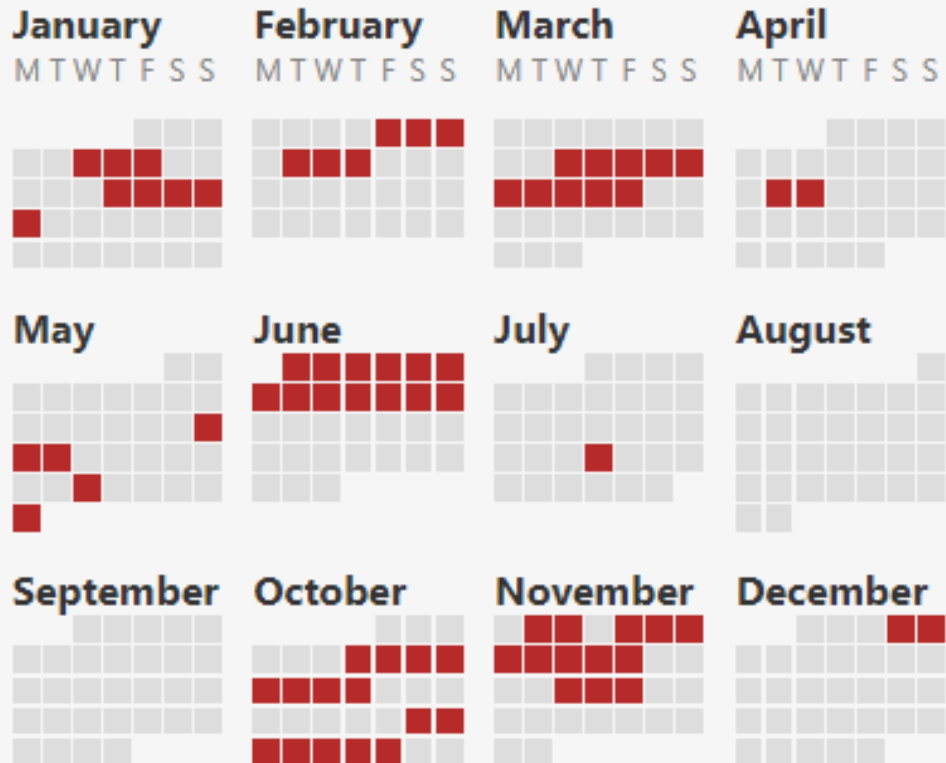 January February March April
M T W T F S S M T W T F S S M T W T F S S M T W T F S S
May June July August
September October November December